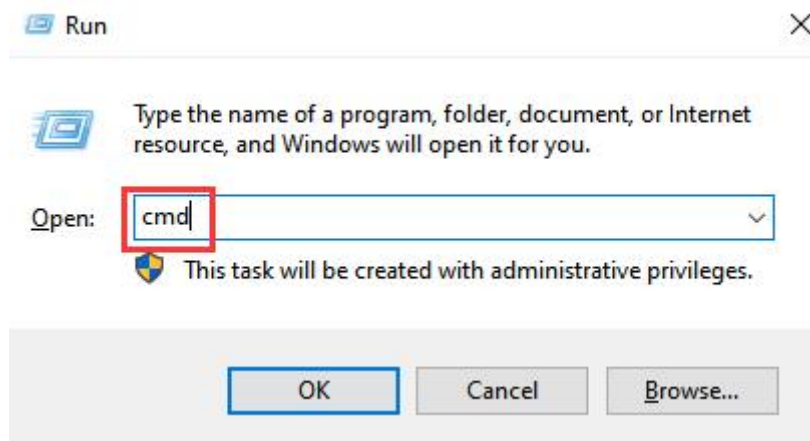 Run
Type the name of a program, folder, document, or Internet
resource, and Windows will open it for you.
Open: cmd
This task will be created with administrative privileges.
OK Cancel Browse...